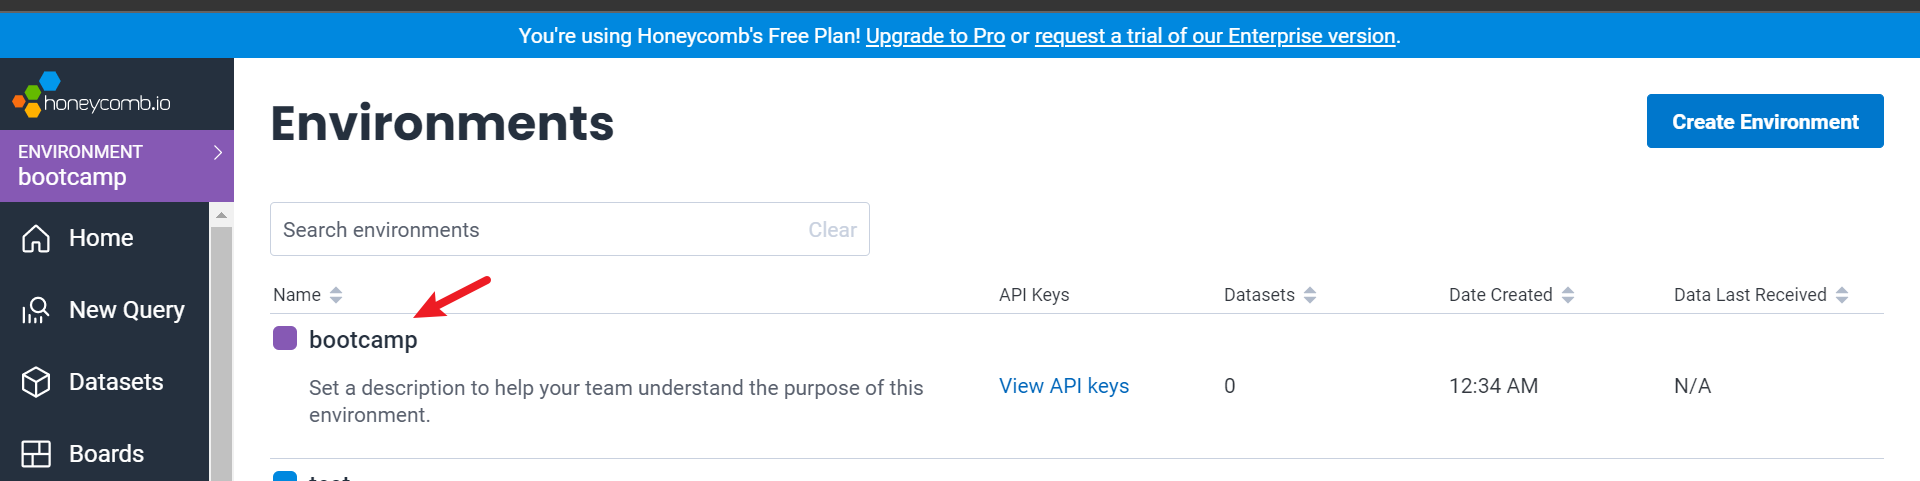 You're using Honeycomb's Free Plan! Upgrade to Pro or request a trial of our Enterprise version.
honeycomb.io
ENVIRONMENT
bootcamp
Home
New Query
Datasets
Boards
Environments
Create Environment
Search environments Clear
Name API Keys Datasets Date Created Data Last Received
bootcamp
Set a description to help your team understand the purpose of this
environment.
View API keys 0 12:34 AM N/A